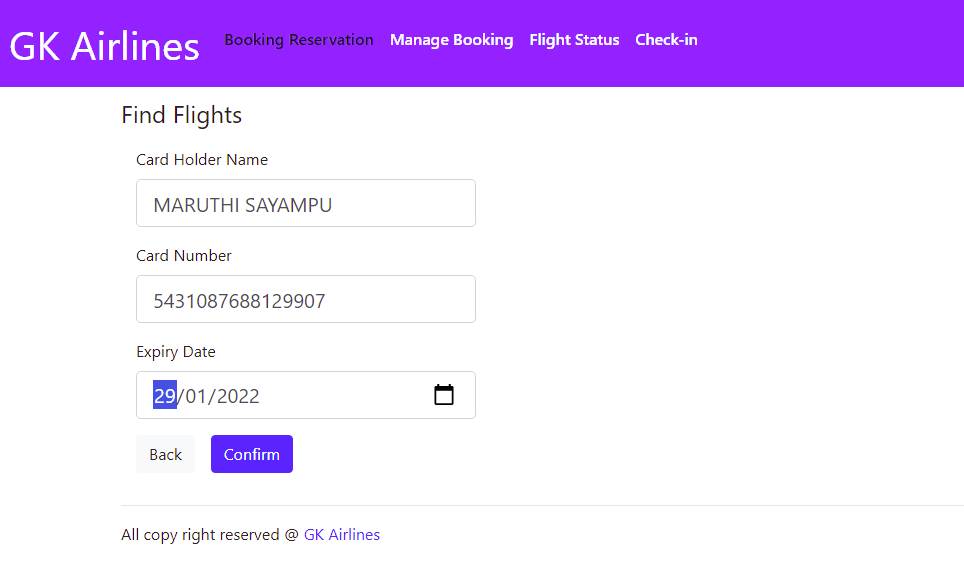 GK Airlines Booking Reservation Manage Booking Flight Status Check-in
Find Flights
Card Holder Name
MARUTHI SAYAMPU
Card Number
5431087688129907
Expiry Date
29/01/2022
Back Confirm
All copy right reserved @ GK Airlines